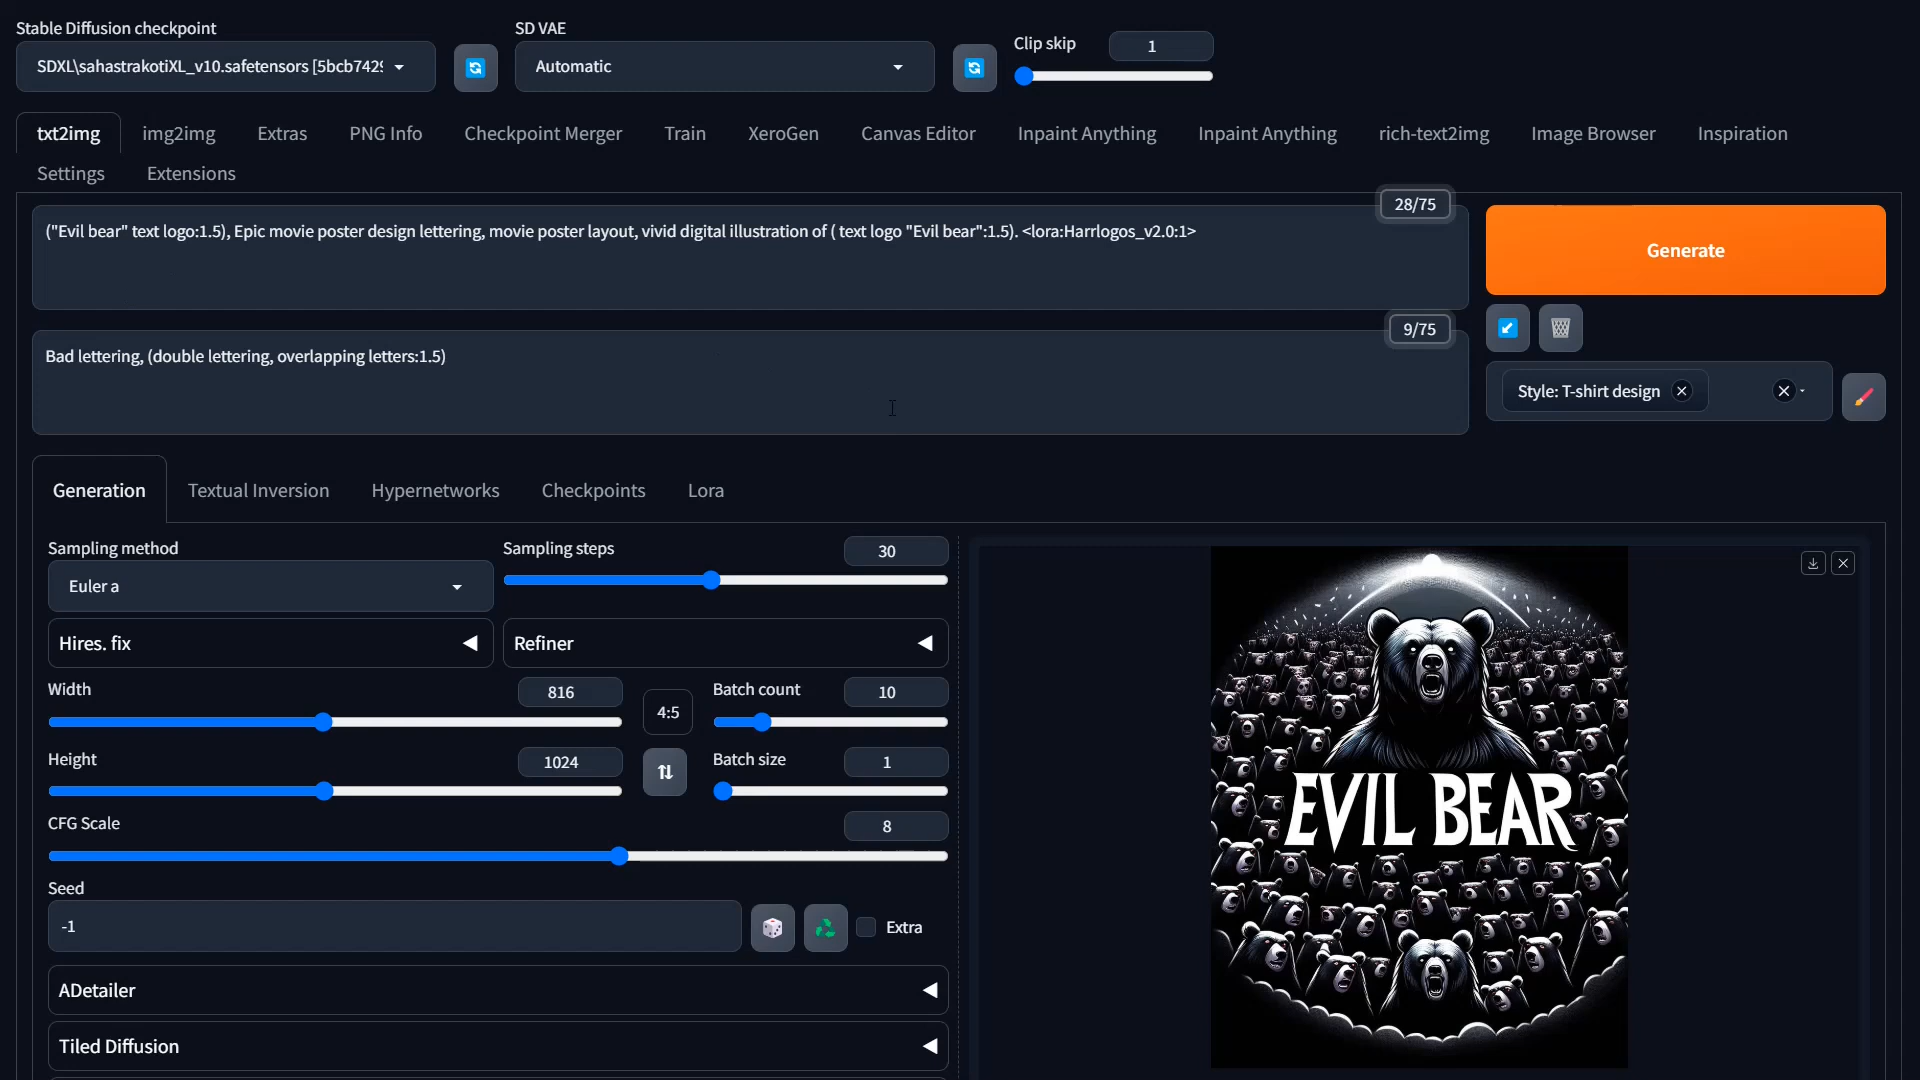 Stable Diffusion checkpoint
SDXL\sahastrakotiXL_v10.safetensors [5bcb7429
SD VAE
Automatic
Clip skip
1
txt2img
img2img
Extras
PNG Info
Checkpoint Merger
Train
XeroGen
Canvas Editor
Inpaint Anything
Inpaint Anything
rich-text2img
Image Browser
Inspiration
Settings
Extensions
28/75
("Evil bear" text logo:1.5), Epic movie poster design lettering, movie poster layout, vivid digital illustration of ( text logo "Evil bear":1.5). <lora:Harrlogos_v2.0:1>
Generate
9/75
Bad lettering, (double lettering, overlapping letters:1.5)
Style: T-shirt design
Generation
Textual Inversion
Hypernetworks
Checkpoints
Lora
Sampling method
Euler a
Sampling steps
30
Hires. fix
Refiner
Width
816
4:5
Batch count
10
Height
1024
Batch size
1
CFG Scale
8
Seed
-1
Extra
ADetailer
Tiled Diffusion
EVIL BEAR